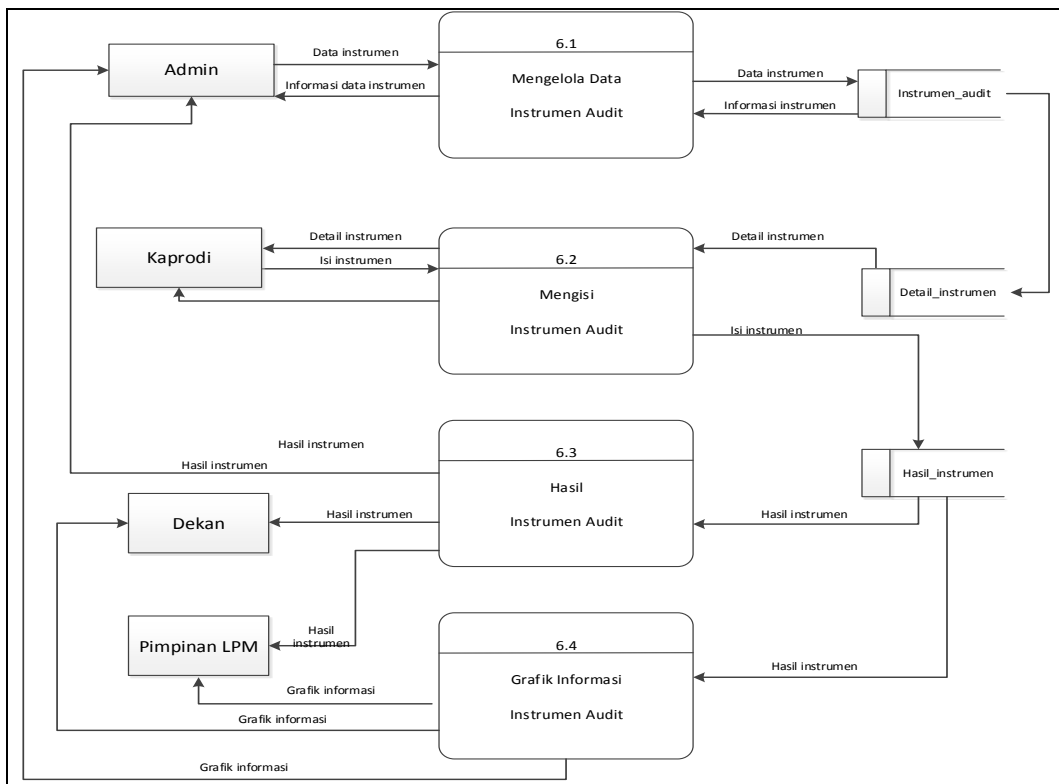 6.1
Data instrumen
Admin
Mengelola Data
Data instrumen
Informasi data instrumen
Instrumen_audit
Informasi instrumen
Instrumen Audit
Detail instrumen
Detail instrumen
Kaprodi
Isi instrumen
6.2
Detail_instrumen
Mengisi
Instrumen Audit
Isi instrumen
Hasil instrumen
6.3
Hasil instrumen
Hasil_instrumen
Hasil
Dekan
Hasil instrumen
Hasil instrumen
Instrumen Audit
Hasil
instrumen
Pimpinan LPM
6.4
Hasil instrumen
Grafik Informasi
Grafik informasi
Grafik informasi
Instrumen Audit
Grafik informasi